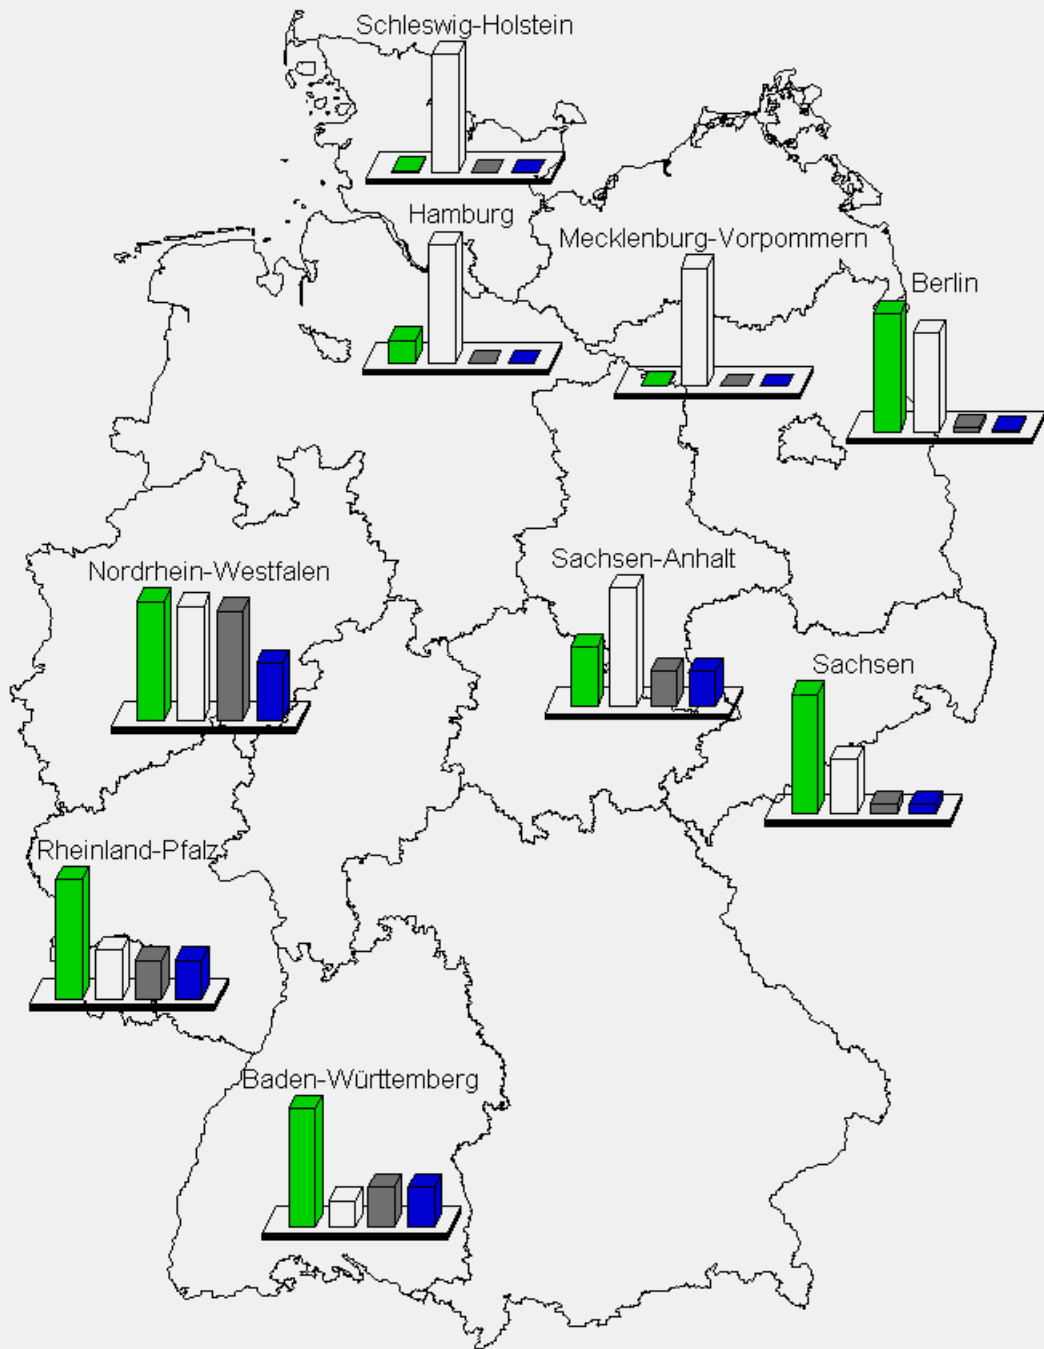 Schleswig-Holstein
Hamburg
Mecklenburg-Vorpommern
Berlin
Nordrhein-Westfalen
Sachsen-Anhalt
Sachsen
Rheinland-Pfalz
Baden-Württemberg